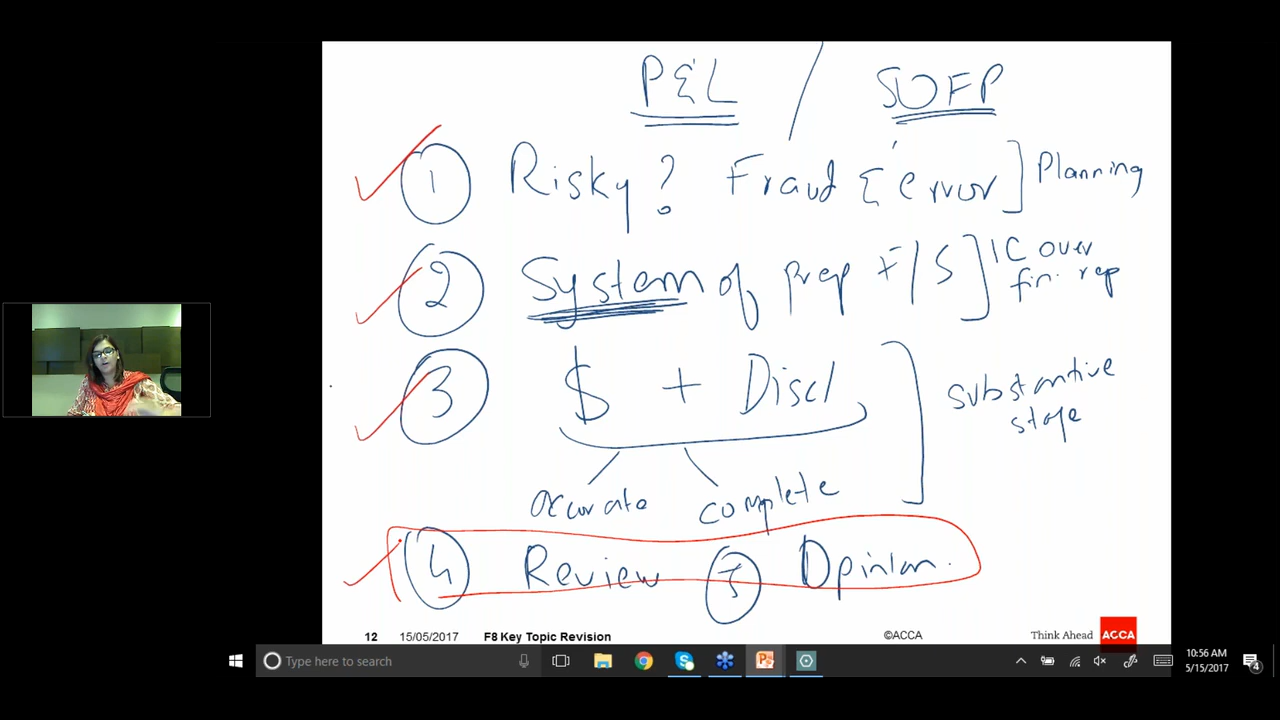 P&L / SOFP
1 Risky? Fraud & error] Planning
2 System of prep F/S] IC over fin. rep
3 $ + Discl
substantive stage
accurate complete
4 Review 5 Opinion.
12 15/05/2017 F8 Key Topic Revision ©ACCA Think Ahead ACCA
Type here to search
10:56 AM
5/15/2017
4